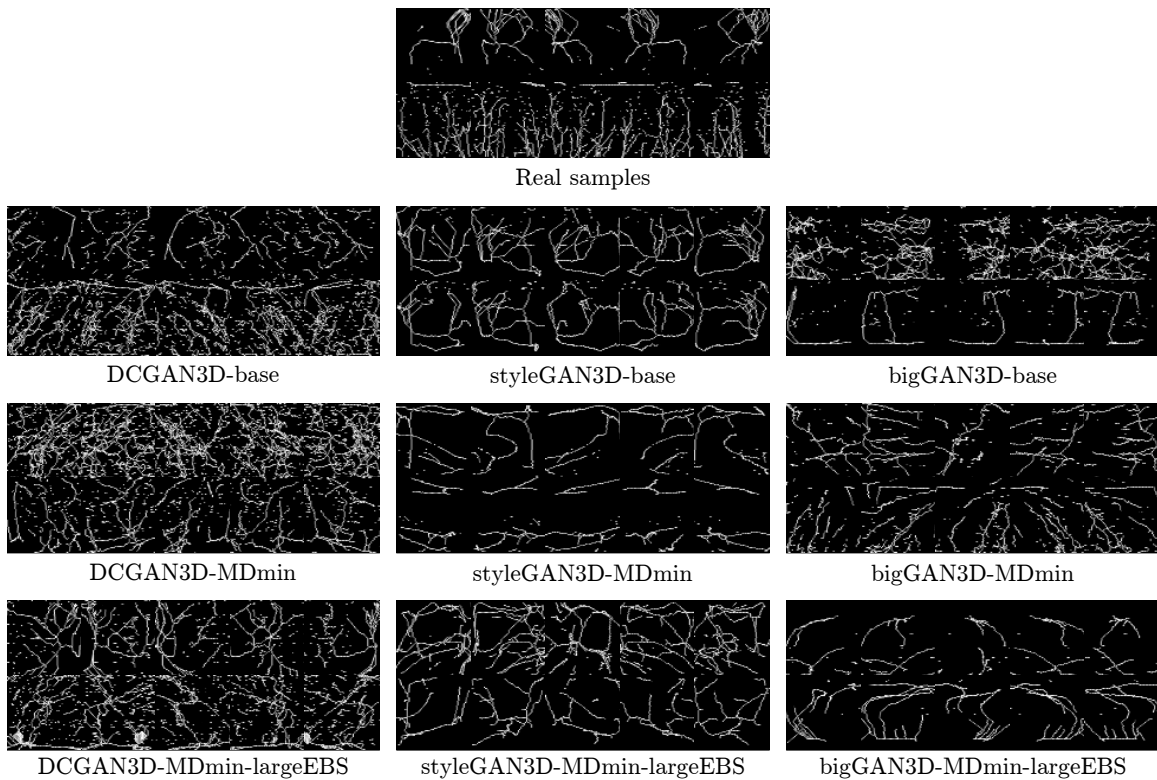 Real samples
DCGAN3D-base
styleGAN3D-base
bigGAN3D-base
DCGAN3D-MDmin
styleGAN3D-MDmin
bigGAN3D-MDmin
DCGAN3D-MDmin-largeEBS
styleGAN3D-MDmin-largeEBS
bigGAN3D-MDmin-largeEBS